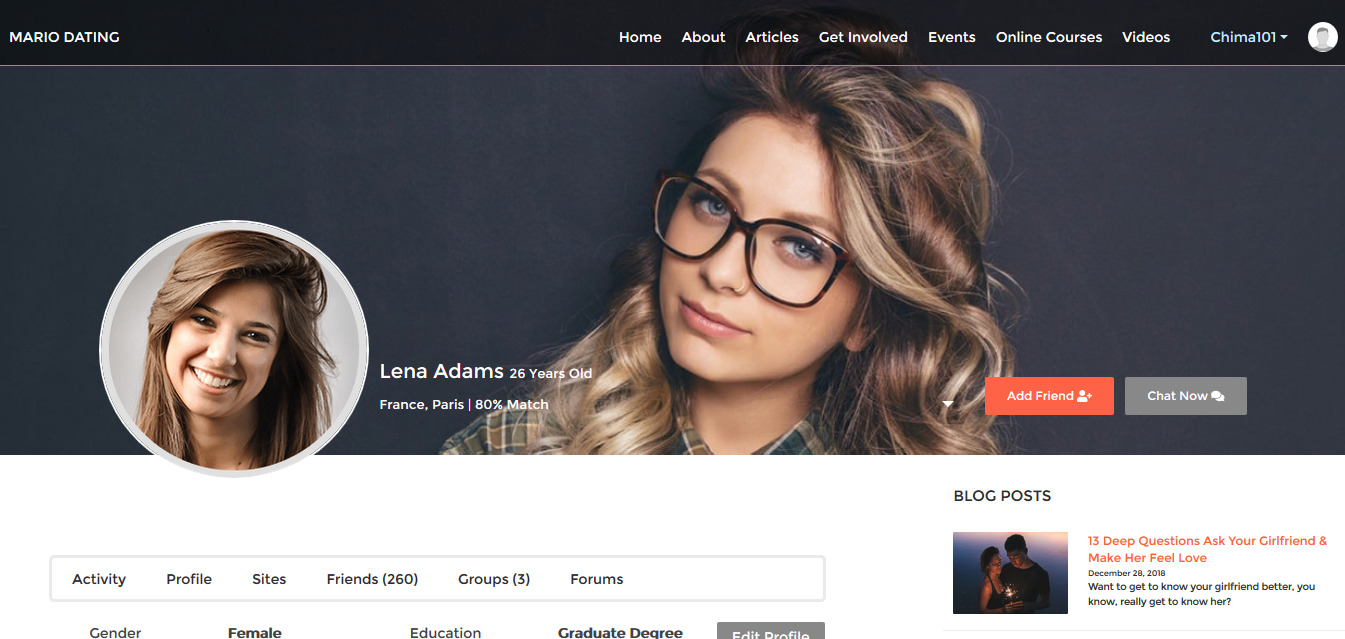 MARIO DATING
Home About Articles Get Involved Events Online Courses Videos Chima101
Lena Adams 26 Years Old
France, Paris | 80% Match
Add Friend
Chat Now
BLOG POSTS
13 Deep Questions Ask Your Girlfriend &
Make Her Feel Love
December 28, 2018
Want to get to know your girlfriend better, you
know, really get to know her?
Activity Profile Sites Friends (260) Groups (3) Forums
Gender Female Education Graduate Degree Edit Profile